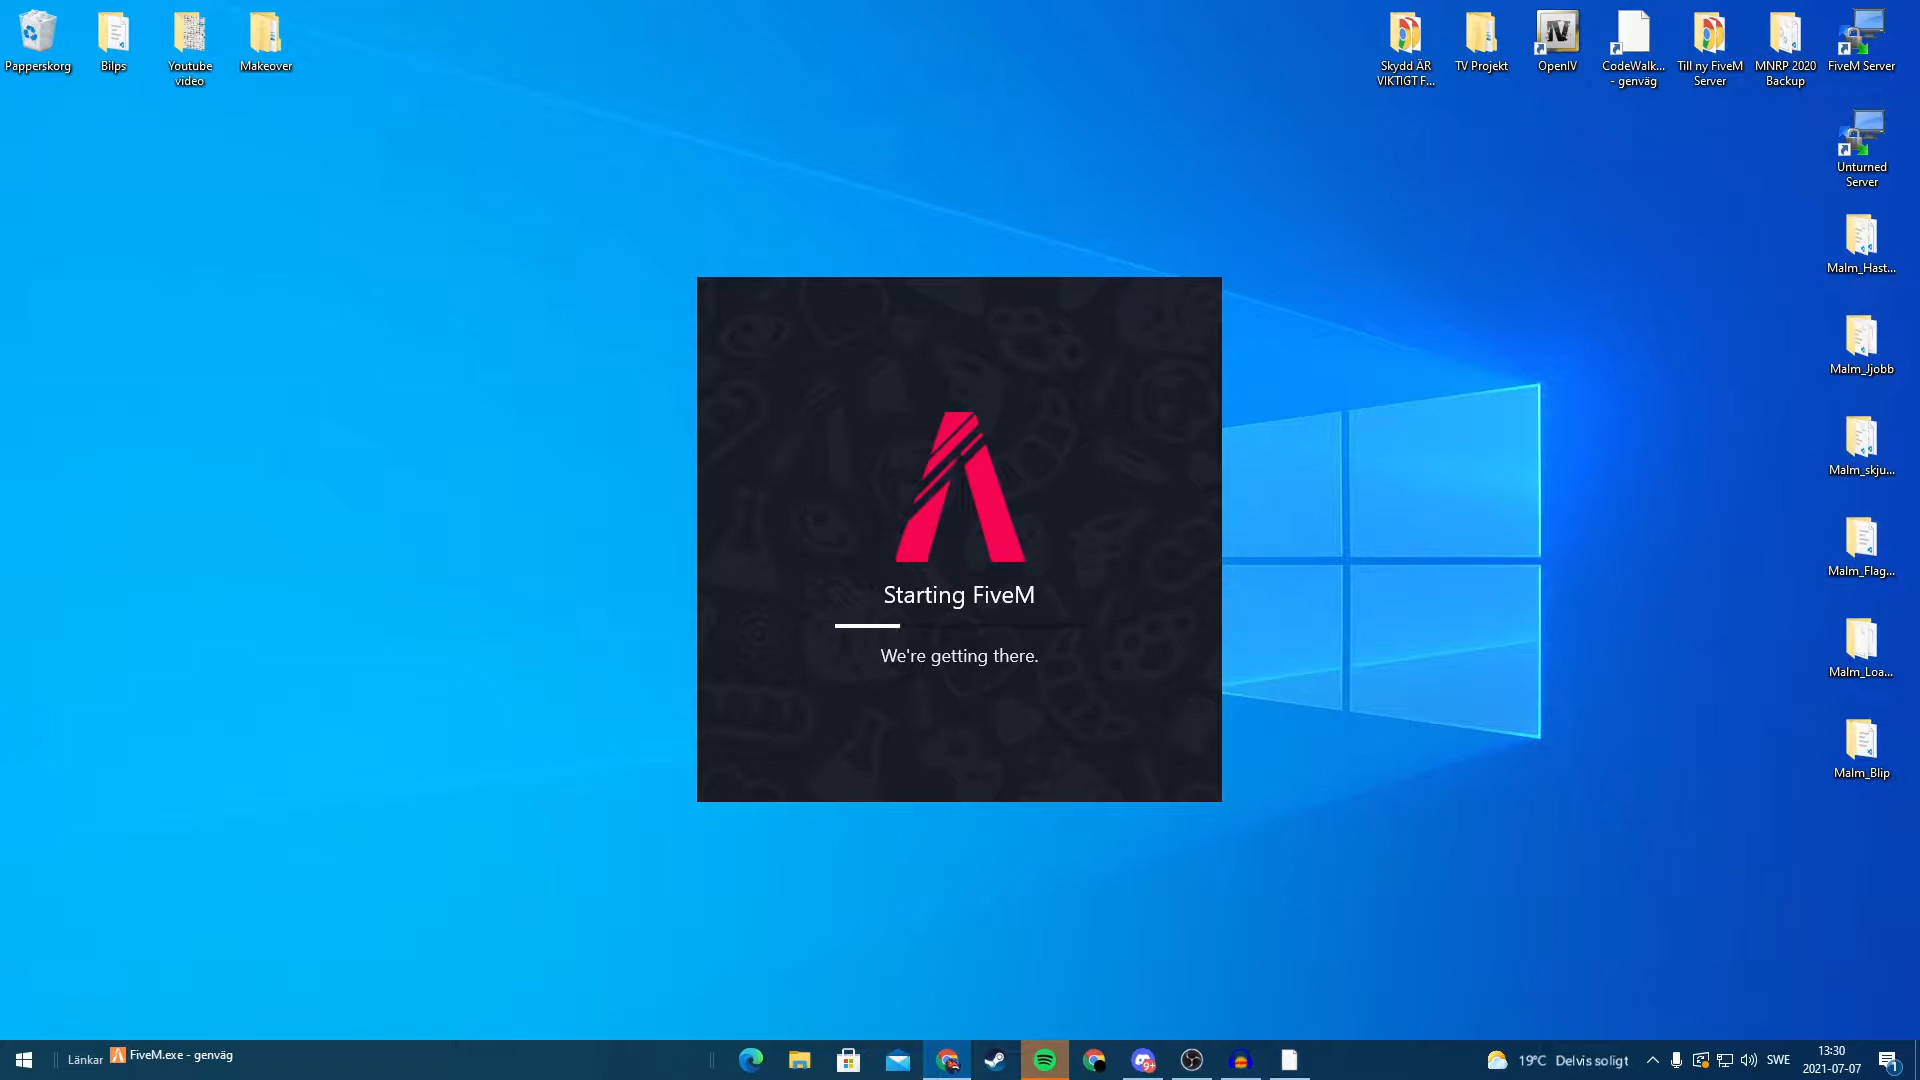 Papperskorg
Bilps
Youtube
video
Makeover
Skydd ÄR
VIKTIGT F...
TV Projekt
OpenIV
CodeWalk...
- genväg
Till ny FiveM
Server
MNRP 2020
Backup
FiveM Server
Unturned
Server
Malm_Hast...
Malm_Jjobb
Malm_skju...
Malm_Flag...
Malm_Loa...
Malm_Blip
Starting FiveM
We're getting there.
Länkar
FiveM.exe - genväg
9+
19°C Delvis soligt
SWE
13:30
2021-07-07
1